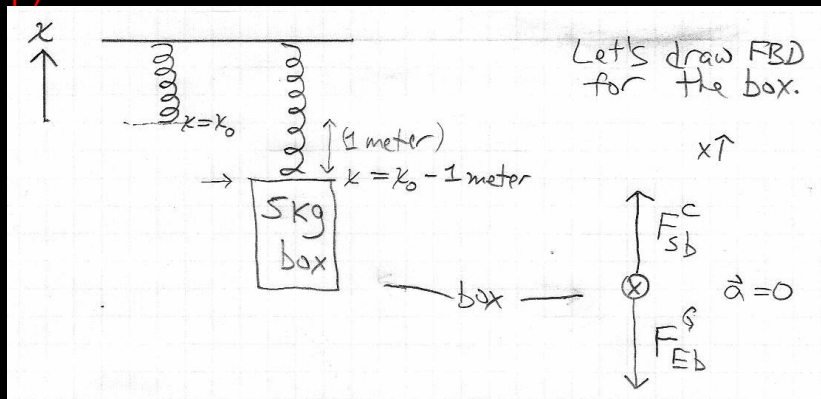 x
x=x₀
(1 meter)
x = x₀ - 1 meter
5kg
box
Let's draw FBD
for the box.
x↑
F^c_sb
box
a⃗ = 0
F^G_Eb